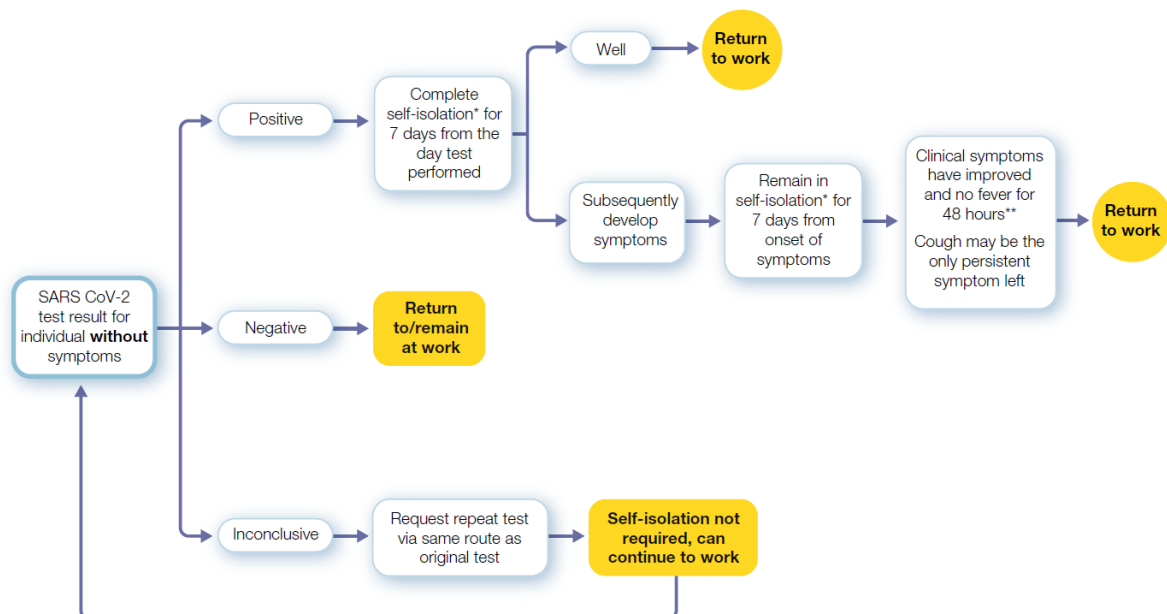 SARS CoV-2
test result for
individual without
symptoms
Positive
Complete
self-isolation* for
7 days from the
day test
performed
Well
Return
to work
Subsequently
develop
symptoms
Remain in
self-isolation* for
7 days from
onset of
symptoms
Clinical symptoms
have improved
and no fever for
48 hours**
Cough may be the
only persistent
symptom left
Return
to work
Negative
Return
to/remain
at work
Inconclusive
Request repeat test
via same route as
original test
Self-isolation not
required, can
continue to work